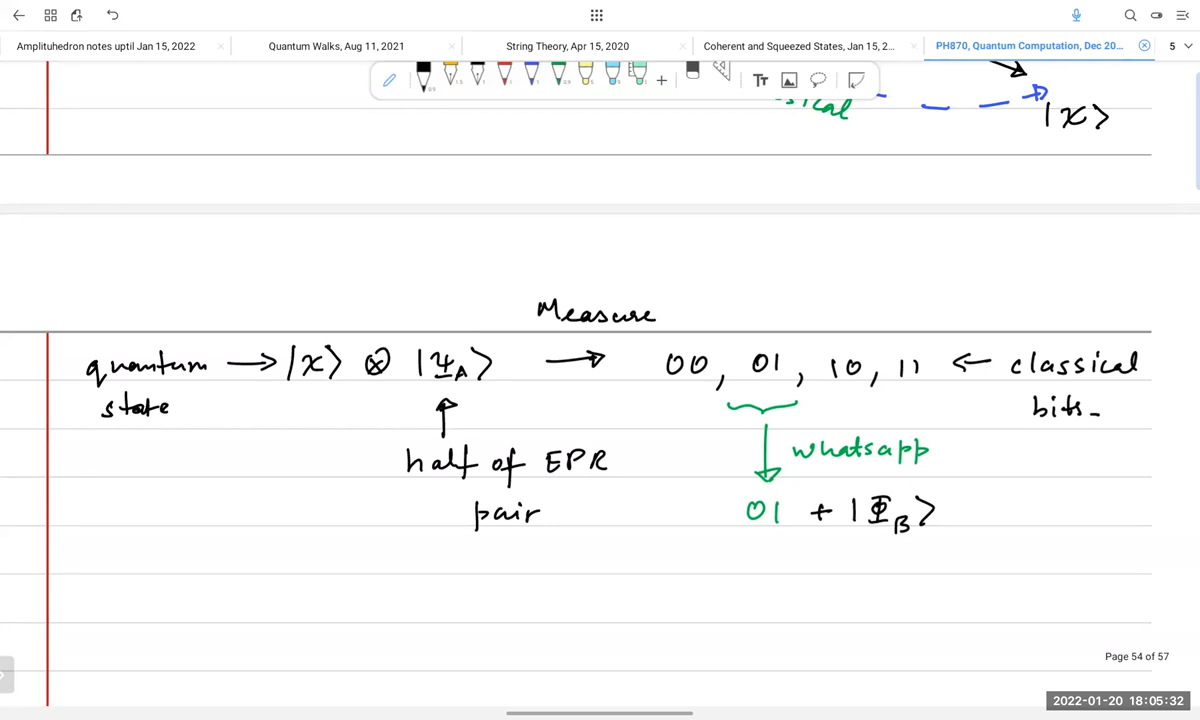 Amplituhedron notes uptil Jan 15, 2022
Quantum Walks, Aug 11, 2021
String Theory, Apr 15, 2020
Coherent and Squeezed States, Jan 15, 2...
PH870, Quantum Computation, Dec 20...
5
Tт
|x⟩
Measure
quantum state → |x⟩ ⊗ |Ψ_A⟩ → 00, 01, 10, 11 ← classical bits.
↑ half of EPR pair
↓ whatsapp
01 + |Φ_B⟩
Page 54 of 57
2022-01-20 18:05:32